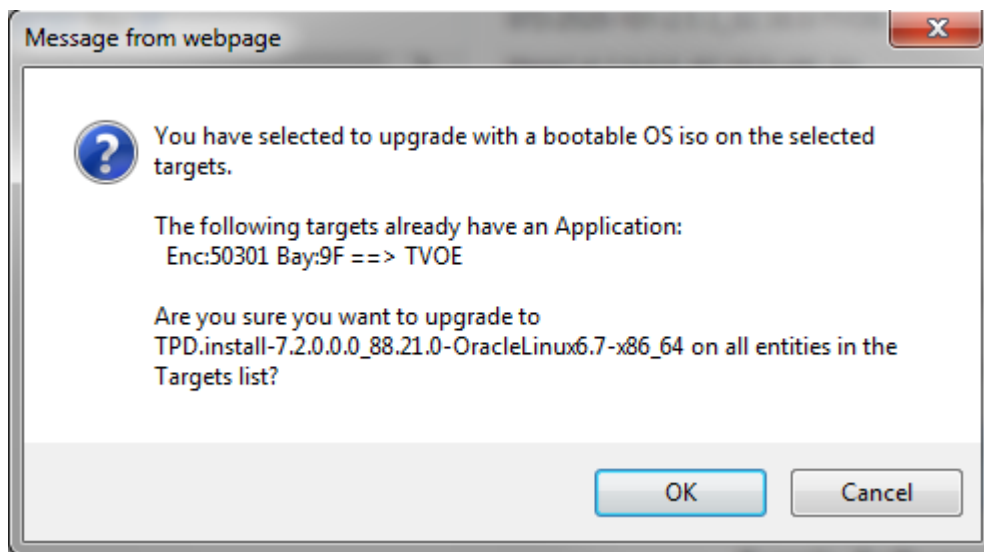 Message from webpage
You have selected to upgrade with a bootable OS iso on the selected
targets.
The following targets already have an Application:
Enc:50301 Bay:9F ==> TVOE
Are you sure you want to upgrade to
TPD.install-7.2.0.0.0_88.21.0-OracleLinux6.7-x86_64 on all entities in the
Targets list?
OK Cancel